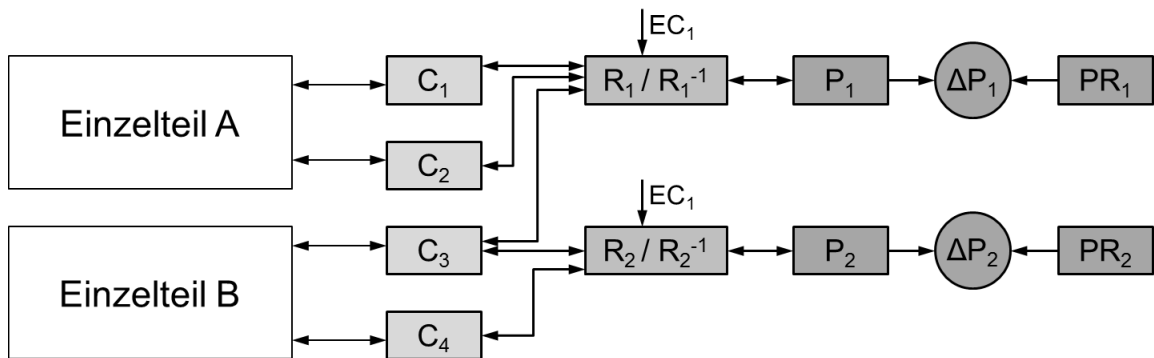 EC₁
Einzelteil A
C₁
R₁ / R₁⁻¹
P₁
ΔP₁
PR₁
C₂
EC₁
Einzelteil B
C₃
R₂ / R₂⁻¹
P₂
ΔP₂
PR₂
C₄